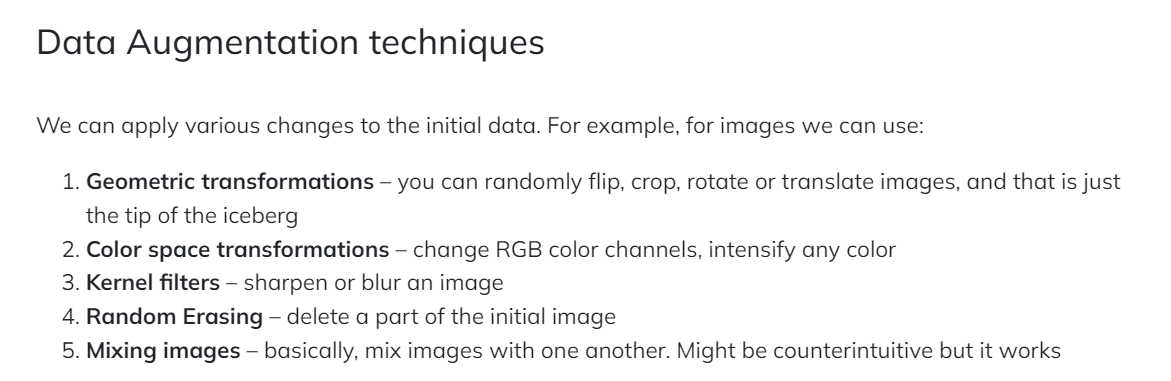 Data Augmentation techniques
We can apply various changes to the initial data. For example, for images we can use:
1. Geometric transformations – you can randomly flip, crop, rotate or translate images, and that is just
the tip of the iceberg
2. Color space transformations – change RGB color channels, intensify any color
3. Kernel filters – sharpen or blur an image
4. Random Erasing – delete a part of the initial image
5. Mixing images – basically, mix images with one another. Might be counterintuitive but it works